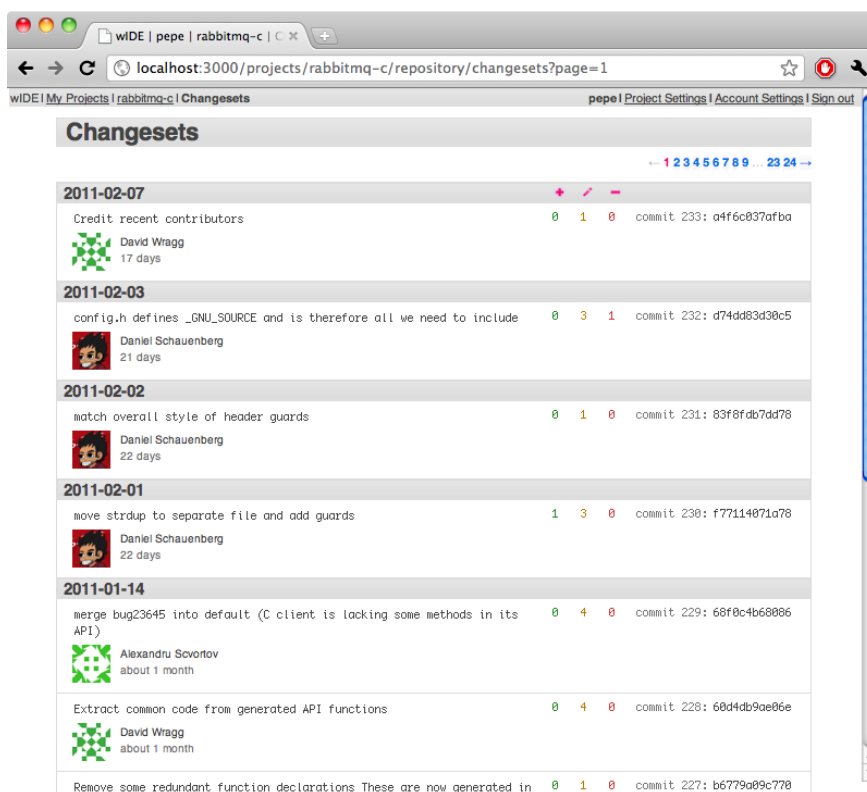 wIDE | pepe | rabbitmq-c | C
localhost:3000/projects/rabbitmq-c/repository/changesets?page=1
wIDE | My Projects | rabbitmq-c | Changesets
pepe | Project Settings | Account Settings | Sign out
Changesets
← 1 2 3 4 5 6 7 8 9 ... 23 24 →
2011-02-07
Credit recent contributors 0 1 0 commit 233: a4f6c037afba
David Wragg
17 days
2011-02-03
config.h defines _GNU_SOURCE and is therefore all we need to include 0 3 1 commit 232: d74dd83d30c5
Daniel Schauenberg
21 days
2011-02-02
match overall style of header guards 0 1 0 commit 231: 83f8fdb7dd78
Daniel Schauenberg
22 days
2011-02-01
move strdup to separate file and add guards 1 3 0 commit 230: f77114071a78
Daniel Schauenberg
22 days
2011-01-14
merge bug23645 into default (C client is lacking some methods in its 0 4 0 commit 229: 68f0c4b68086
API)
Alexandru Scvortov
about 1 month
Extract common code from generated API functions 0 4 0 commit 228: 60d4db9ae06e
David Wragg
about 1 month
Remove some redundant function declarations These are now generated in 0 1 0 commit 227: b6779a09c770